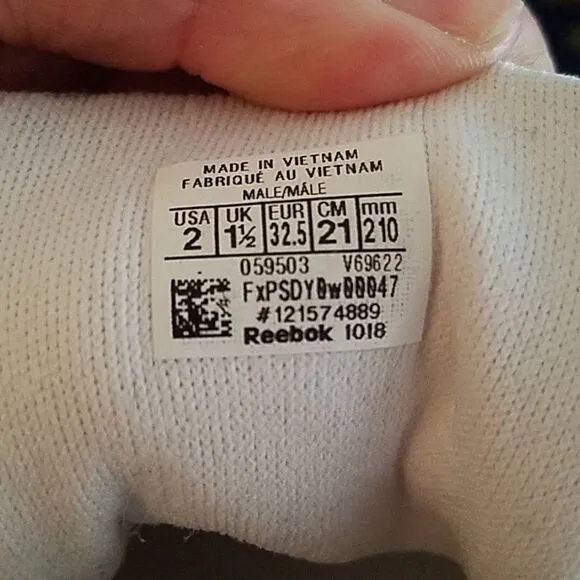 MADE IN VIETNAM
FABRIQUÉ AU VIETNAM
MALE/MÂLE
USA UK EUR CM mm
2 1½ 32.5 21 210
059503 V69622
FxPSDY0w00047
#121574889
Reebok 1018